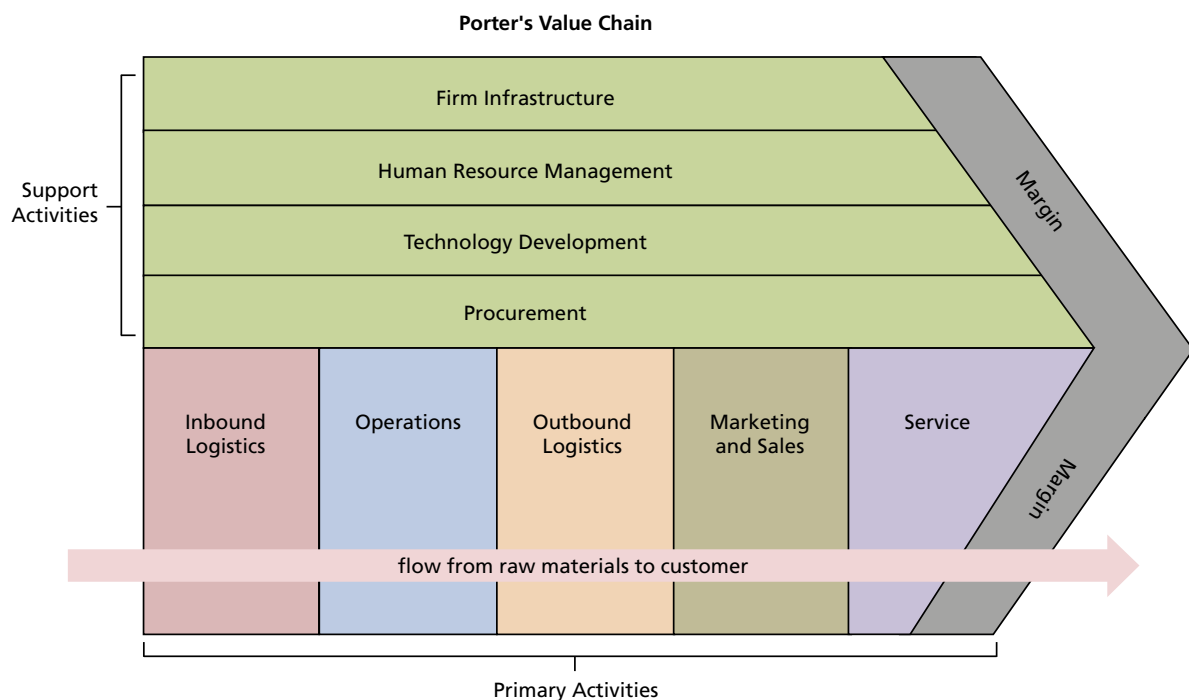 Porter's Value Chain
Support
Activities
Firm Infrastructure
Human Resource Management
Technology Development
Procurement
Margin
Inbound
Logistics
Operations
Outbound
Logistics
Marketing
and Sales
Service
Margin
flow from raw materials to customer
Primary Activities